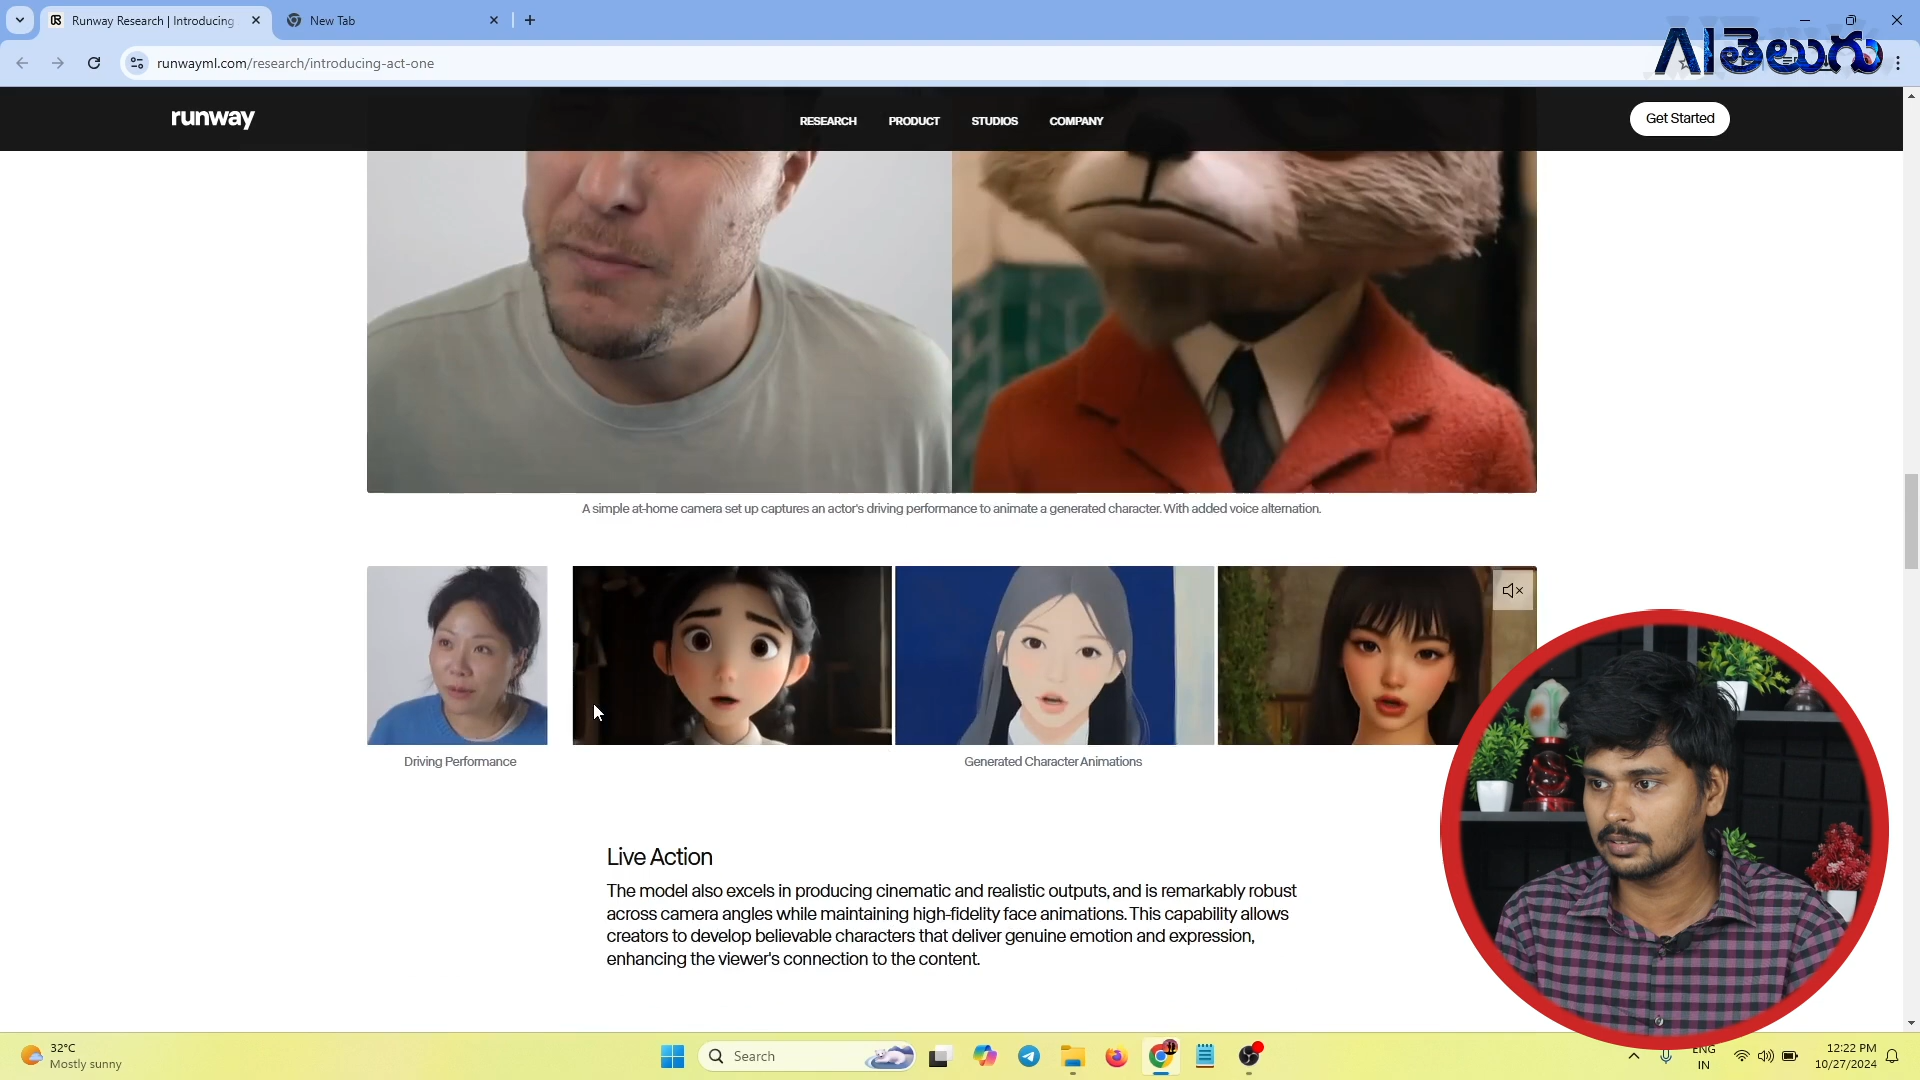 Runway Research | Introducing
New Tab
runwayml.com/research/introducing-act-one
AIతెలుగు
runway
RESEARCH
PRODUCT
STUDIOS
COMPANY
Get Started
A simple at-home camera set up captures an actor's driving performance to animate a generated character. With added voice alternation.
Driving Performance
Generated Character Animations
Live Action
The model also excels in producing cinematic and realistic outputs, and is remarkably robust
across camera angles while maintaining high-fidelity face animations. This capability allows
creators to develop believable characters that deliver genuine emotion and expression,
enhancing the viewer's connection to the content.
32°C
Mostly sunny
Search
ENG
IN
12:22 PM
10/27/2024